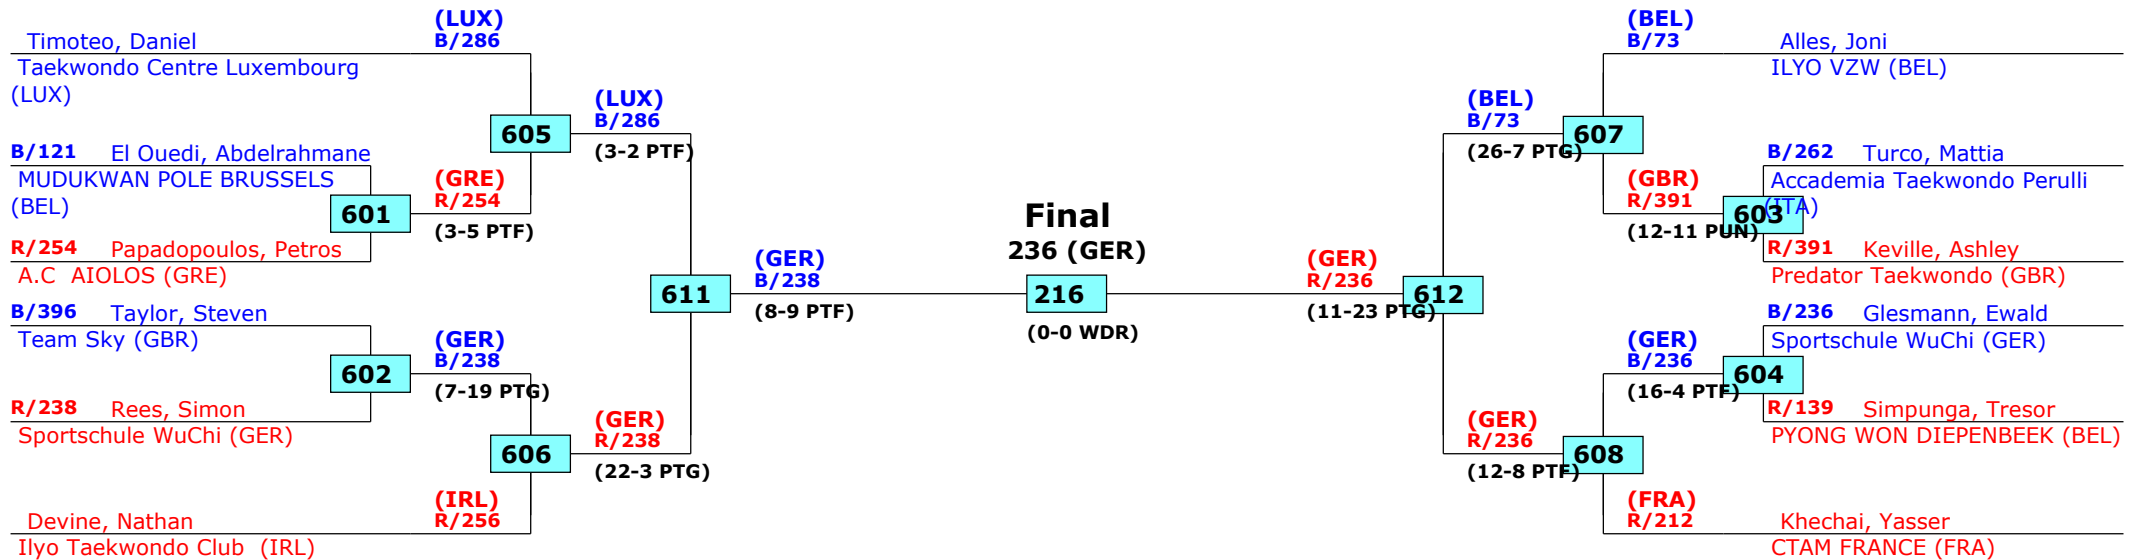 (LUX)
B/286
Timoteo, Daniel
Taekwondo Centre Luxembourg
(LUX)
B/121 El Ouedi, Abdelrahmane
MUDUKWAN POLE BRUSSELS
(BEL)
601
R/254 Papadopoulos, Petros
A.C AIOLOS (GRE)
(GRE)
R/254
(3-5 PTF)
605
(LUX)
B/286
(3-2 PTF)
B/396 Taylor, Steven
Team Sky (GBR)
602
R/238 Rees, Simon
Sportschule WuChi (GER)
(GER)
B/238
(7-19 PTG)
606
(GER)
R/238
(22-3 PTG)
(IRL)
R/256
Devine, Nathan
Ilyo Taekwondo Club (IRL)
611
(GER)
B/238
(8-9 PTF)
Final
236 (GER)
216
(0-0 WDR)
(GER)
R/236
(11-23 PTG)
612
(BEL)
B/73
(26-7 PTG)
607
(BEL)
B/73
Alles, Joni
ILYO VZW (BEL)
(GBR)
R/391
(12-11 PUN)
603
B/262 Turco, Mattia
Accademia Taekwondo Perulli
(ITA)
R/391 Keville, Ashley
Predator Taekwondo (GBR)
B/236 Glesmann, Ewald
Sportschule WuChi (GER)
(GER)
B/236
(16-4 PTF)
604
R/139 Simpunga, Tresor
PYONG WON DIEPENBEEK (BEL)
(GER)
R/236
(12-8 PTF)
608
(FRA)
R/212
Khechai, Yasser
CTAM FRANCE (FRA)